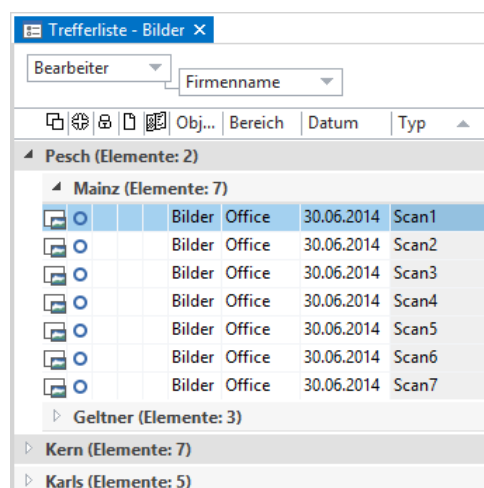 Trefferliste - Bilder
Bearbeiter
Firmenname
Obj... Bereich Datum Typ
Pesch (Elemente: 2)
Mainz (Elemente: 7)
Bilder Office 30.06.2014 Scan1
Bilder Office 30.06.2014 Scan2
Bilder Office 30.06.2014 Scan3
Bilder Office 30.06.2014 Scan4
Bilder Office 30.06.2014 Scan5
Bilder Office 30.06.2014 Scan6
Bilder Office 30.06.2014 Scan7
Geltner (Elemente: 3)
Kern (Elemente: 7)
Karls (Elemente: 5)